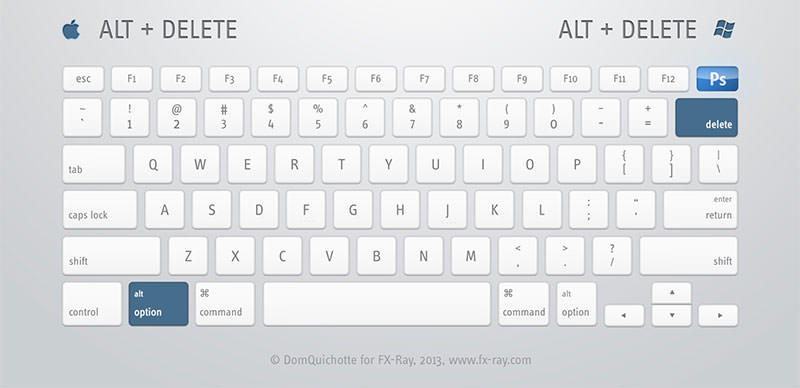 ALT + DELETE ALT + DELETE
esc F1 F2 F3 F4 F5 F6 F7 F8 F9 F10 F11 F12 Ps
~ ! @ # $ % ^ & * ( ) - +
` 1 2 3 4 5 6 7 8 9 0 - = delete
tab Q W E R T Y U I O P { [ } ] | \
caps lock A S D F G H J K L : ; " . enter return
shift Z X C V B N M < , > . ? / shift
alt ⌘ ⌘ alt ▲
control option command command option ◄ ▼ ►
© DomQuichotte for FX-Ray, 2013, www.fx-ray.com